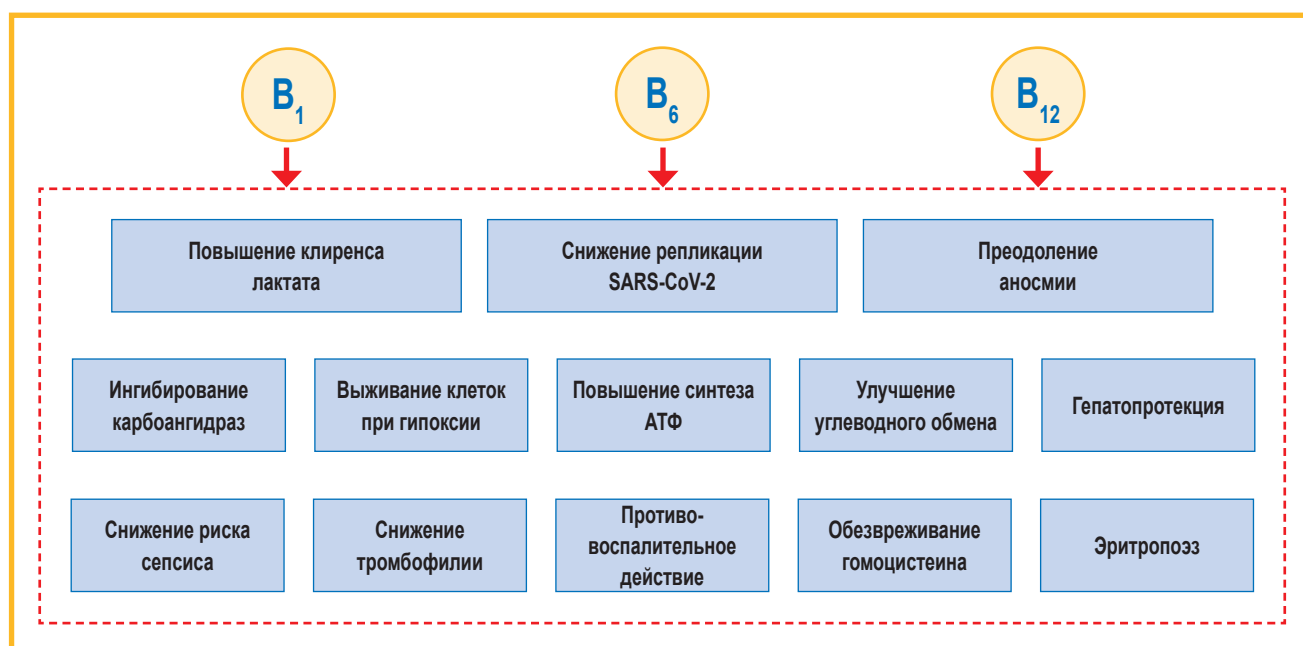 B1
B6
B12
Повышение клиренса
лактата
Снижение репликации
SARS-CoV-2
Преодоление
аносмии
Ингибирование
карбоангидраз
Выживание клеток
при гипоксии
Повышение синтеза
АТФ
Улучшение
углеводного обмена
Гепатопротекция
Снижение риска
сепсиса
Снижение
тромбофилии
Противо-
воспалительное
действие
Обезвреживание
гомоцистеина
Эритропоэз